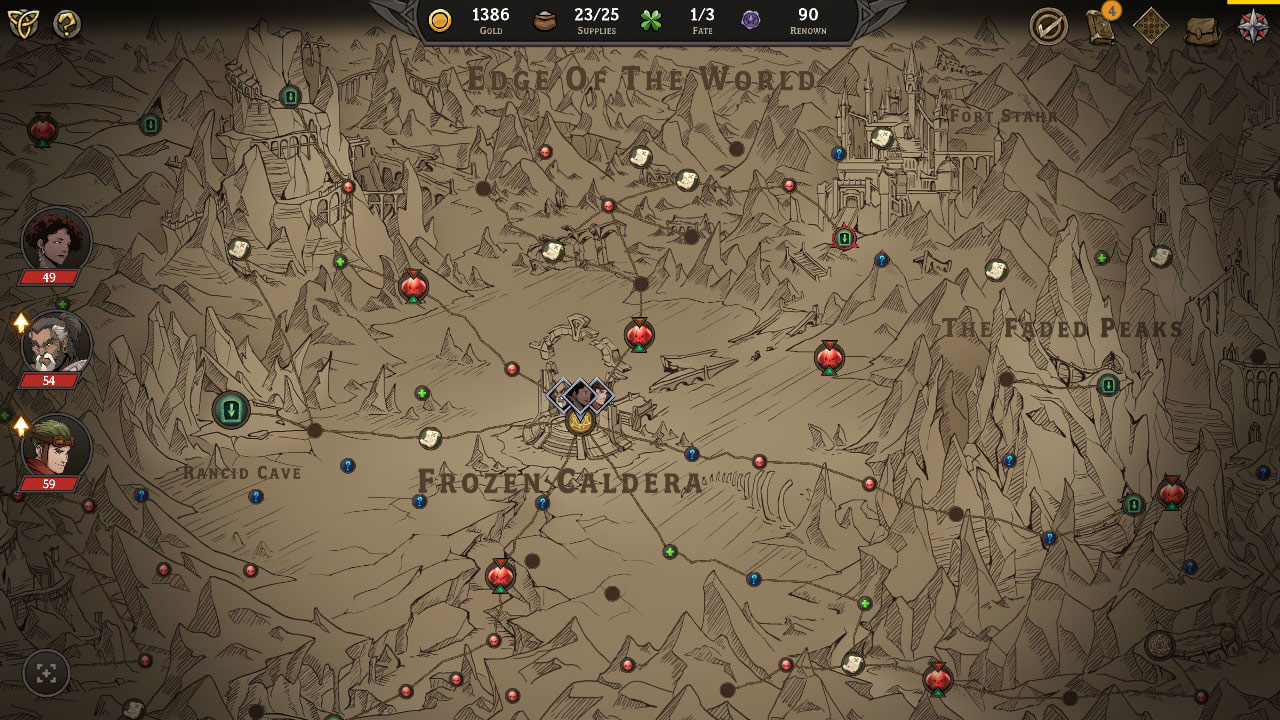 1386
GOLD
23/25
SUPPLIES
1/3
FATE
90
RENOWN
4
EDGE OF THE WORLD
FORT STAHR
49
THE FADED PEAKS
54
RANCID CAVE
FROZEN CALDERA
59